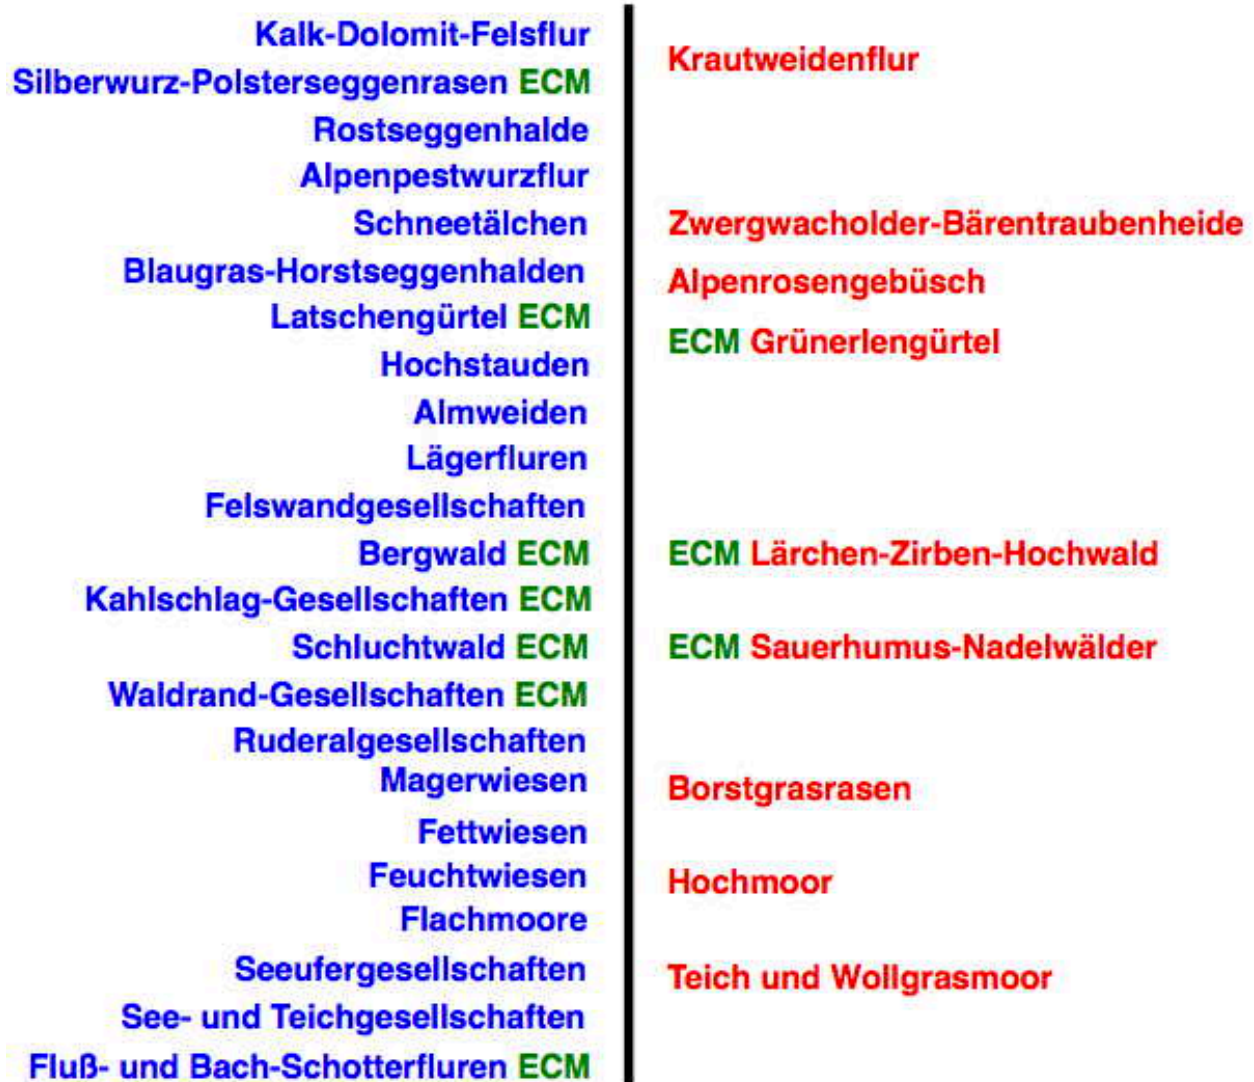 Kalk-Dolomit-Felsflur
Silberwurz-Polsterseggenrasen ECM
Rostseggenhalde
Alpenpestwurzflur
Schneetälchen
Blaugras-Horstseggenhalden
Latschengürtel ECM
Hochstauden
Almweiden
Lägerfluren
Felswandgesellschaften
Bergwald ECM
Kahlschlag-Gesellschaften ECM
Schluchtwald ECM
Waldrand-Gesellschaften ECM
Ruderalgesellschaften
Magerwiesen
Fettwiesen
Feuchtwiesen
Flachmoore
Seeufergesellschaften
See- und Teichgesellschaften
Fluß- und Bach-Schotterfluren ECM
Krautweidenflur
Zwergwacholder-Bärentraubenheide
Alpenrosengebüsch
ECM Grünerlengürtel
ECM Lärchen-Zirben-Hochwald
ECM Sauerhumus-Nadelwälder
Borstgrasrasen
Hochmoor
Teich und Wollgrasmoor